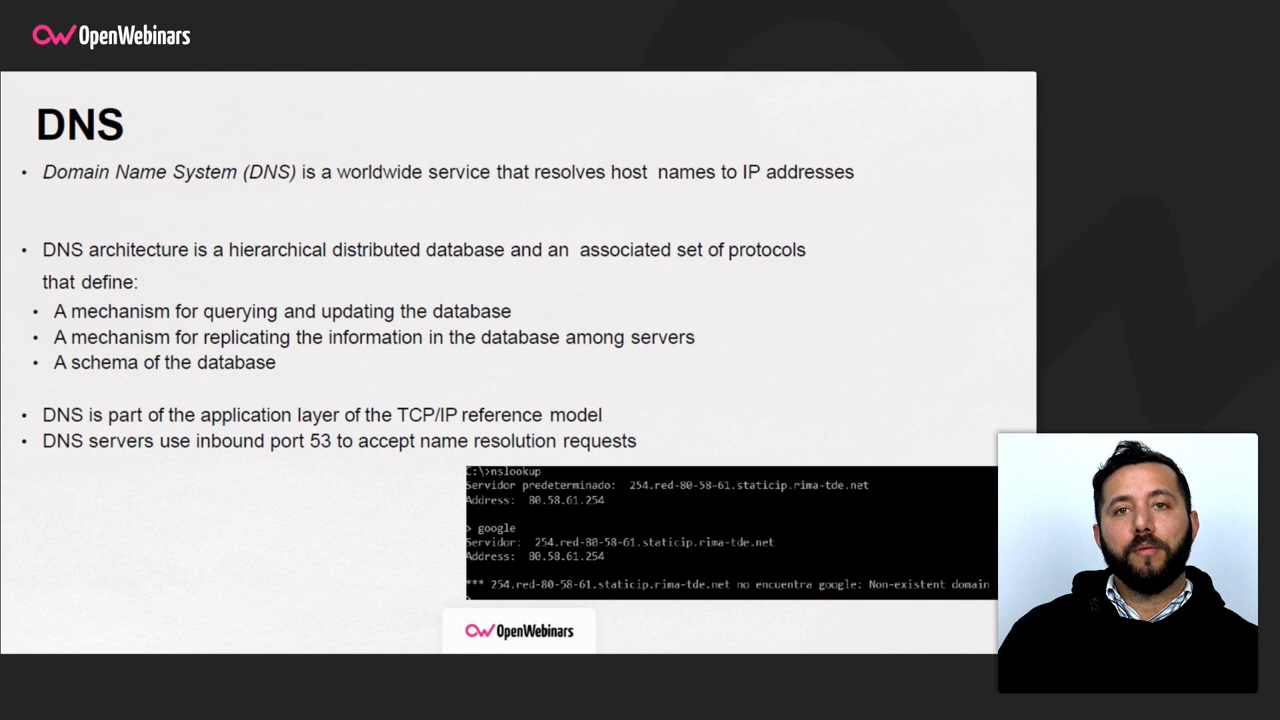 OpenWebinars
DNS
• Domain Name System (DNS) is a worldwide service that resolves host names to IP addresses
• DNS architecture is a hierarchical distributed database and an associated set of protocols
that define:
• A mechanism for querying and updating the database
• A mechanism for replicating the information in the database among servers
• A schema of the database
• DNS is part of the application layer of the TCP/IP reference model
• DNS servers use inbound port 53 to accept name resolution requests
C:\>nslookup
Servidor predeterminado: 254.red-80-58-61.staticip.rima-tde.net
Address: 80.58.61.254
> google
Servidor: 254.red-80-58-61.staticip.rima-tde.net
Address: 80.58.61.254
*** 254.red-80-58-61.staticip.rima-tde.net no encuentra google: Non-existent domain
>
OpenWebinars